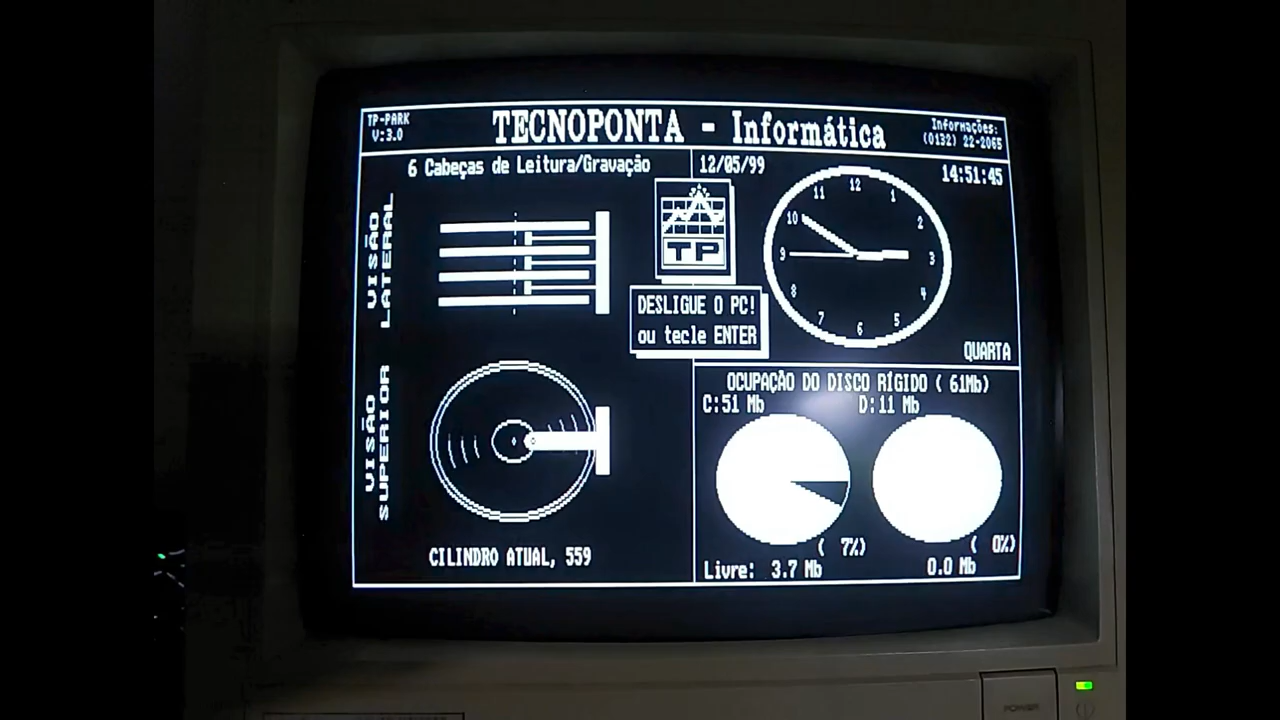 TP-PARK
V:3.0
TECNOPONTA - Informática
Informações:
(0132) 22-2065
6 Cabeças de Leitura/Gravação
12/05/99
14:51:45
VISÃO
LATERAL
TP
DESLIGUE O PC!
ou tecle ENTER
12
1
2
3
4
5
6
7
8
9
10
11
QUARTA
VISÃO
SUPERIOR
CILINDRO ATUAL, 559
OCUPAÇÃO DO DISCO RÍGIDO ( 61Mb)
C:51 Mb
D:11 Mb
( 7%)
( 0%)
Livre: 3.7 Mb
0.0 Mb
POWER